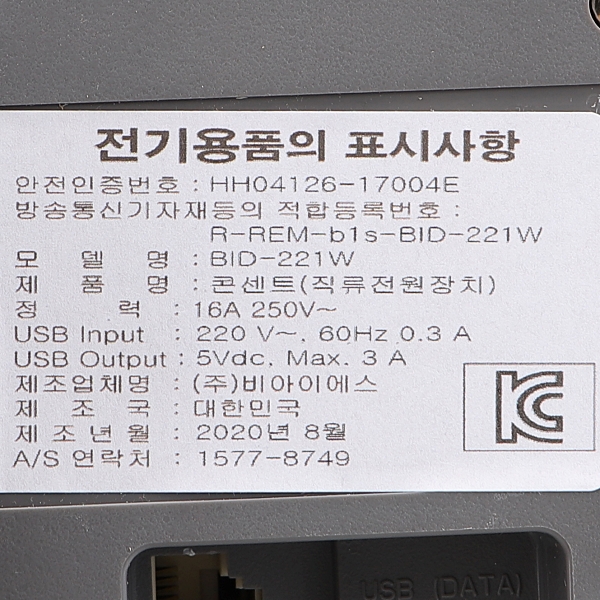 전기용품의 표시사항
안전인증번호 : HH04126-17004E
방송통신기자재등의 적합등록번호 :
R-REM-b1s-BID-221W
모 델 명 : BID-221W
제 품 명 : 콘센트(직류전원장치)
정 력 : 16A 250V~
USB Input : 220 V~, 60Hz 0.3 A
USB Output : 5Vdc, Max. 3 A
제조업체명 : (주)비아이에스
제 조 국 : 대한민국
제 조 년 월 : 2020년 8월
A/S 연락처 : 1577-8749
KC
USB (DATA)